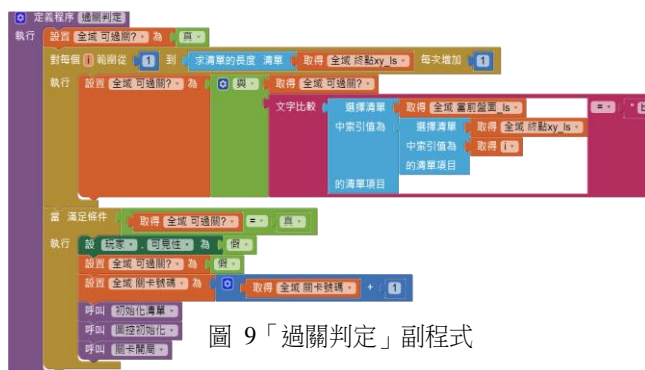 定義程序 過關判定
執行 設置 全域 可過關? 為 真
對每個 i 範圍從 1 到 求清單的長度 清單 取得 全域 終點xy_ls 每次增加 1
執行 設置 全域 可過關? 為 與 取得 全域 可過關?
文字比較 選擇清單 取得 全域 當前盤面_ls = " b
中索引值為 選擇清單 取得 全域 終點xy_ls
中索引值為 取得 i
的清單項目
的清單項目
當 滿足條件 取得 全域 可過關? = 真
執行 設 玩家 . 可見性 為 假
設置 全域 可過關? 為 假
設置 全域 關卡號碼 為 取得 全域 關卡號碼 + 1
呼叫 初始化清單
呼叫 圖控初始化
呼叫 關卡開局
圖 9「過關判定」副程式